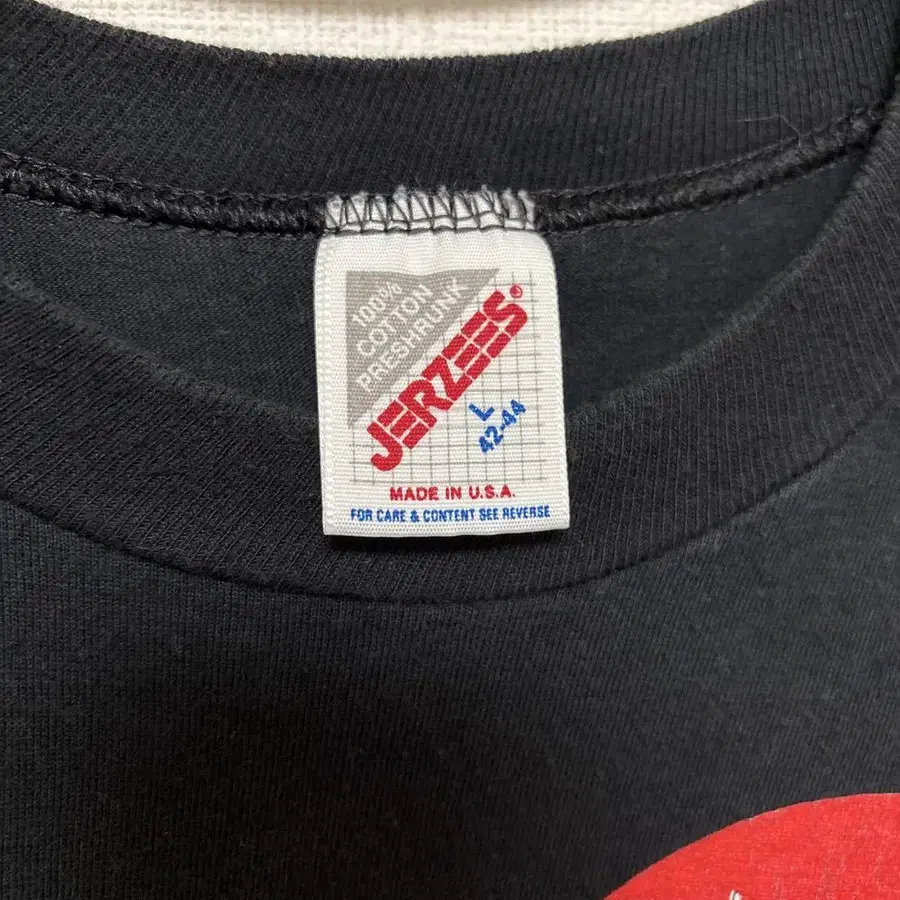 100%
COTTON
PRESHRUNK
JERZEES®
L
42-44
MADE IN U.S.A.
FOR CARE & CONTENT SEE REVERSE